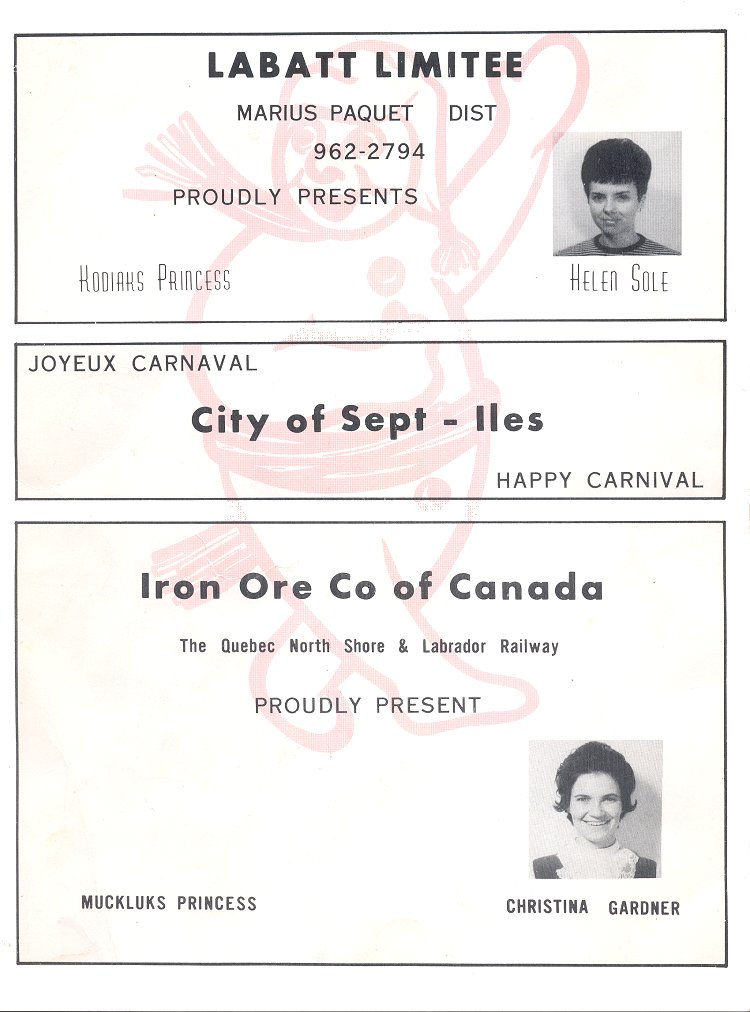 LABATT LIMITEE
MARIUS PAQUET DIST
962-2794
PROUDLY PRESENTS
Kodiaks Princess Helen Sole
JOYEUX CARNAVAL
City of Sept - Iles
HAPPY CARNIVAL
Iron Ore Co of Canada
The Quebec North Shore & Labrador Railway
PROUDLY PRESENT
MUCKLUKS PRINCESS CHRISTINA GARDNER